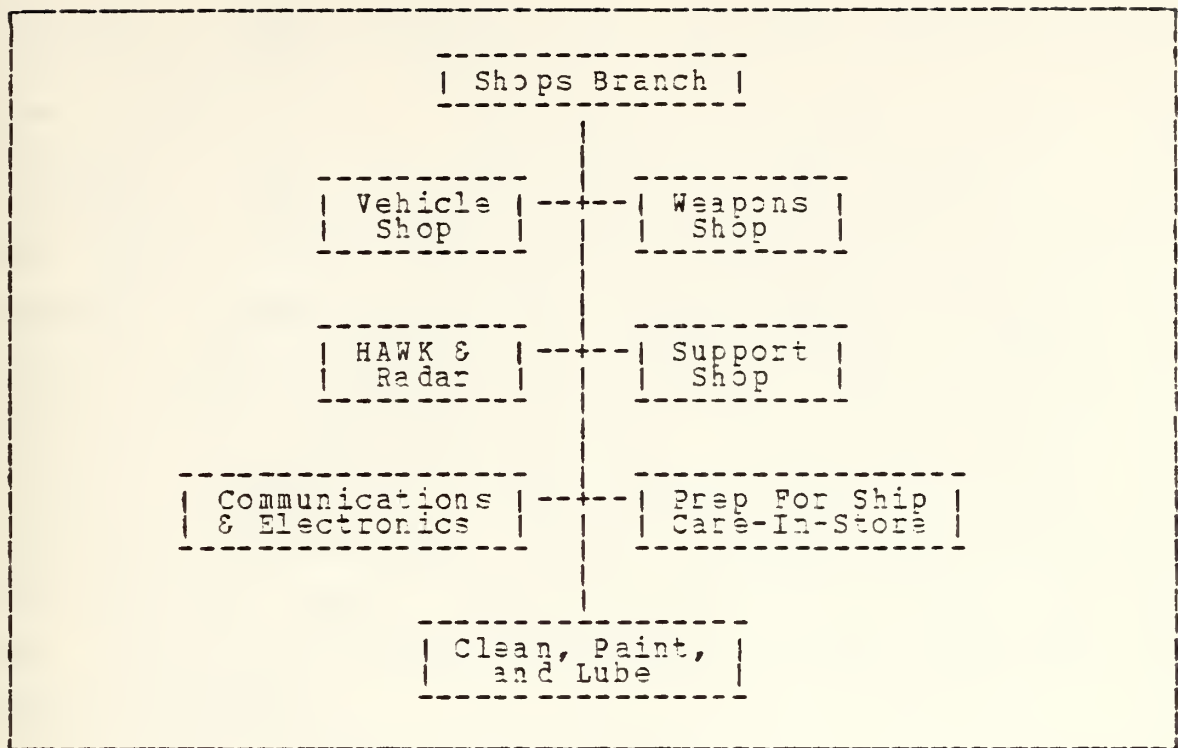 Shops Branch
Vehicle Shop
Weapons Shop
HAWK & Radar
Support Shop
Communications & Electronics
Prep For Ship Care-In-Store
Clean, Paint, and Lube